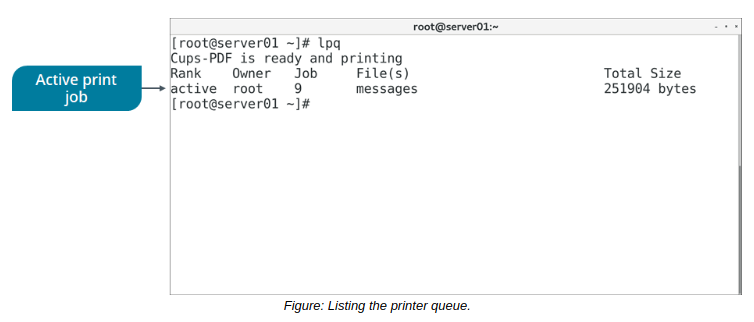 root@server01:~
[root@server01 ~]# lpq
Cups-PDF is ready and printing
Rank    Owner   Job     File(s)                         Total Size
active  root    9       messages                        251904 bytes
[root@server01 ~]#
Active print
job
Figure: Listing the printer queue.